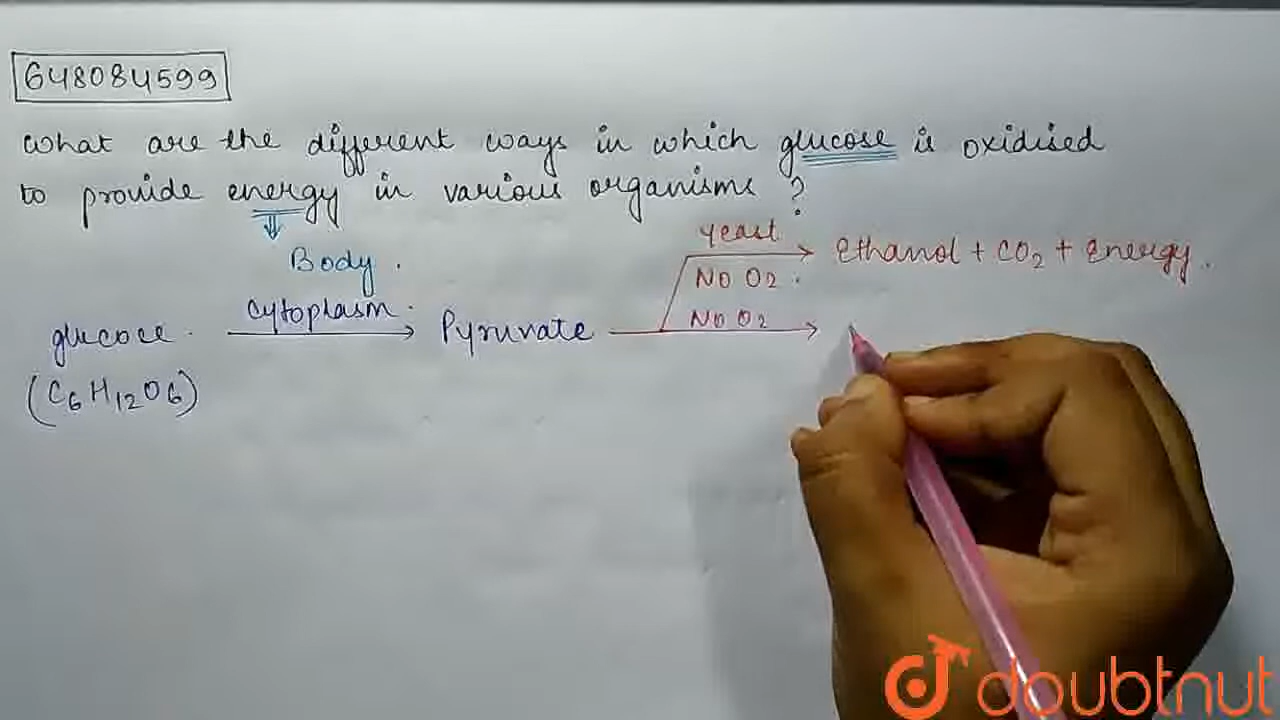 648084599
What are the different ways in which glucose is oxidised
to provide energy in various organisms ?
Body .
Yeast
Ethanol + CO2 + Energy .
No O2 .
Cytoplasm .
No O2
glucose . Pyruvate
(C6H12O6)
doubtnut